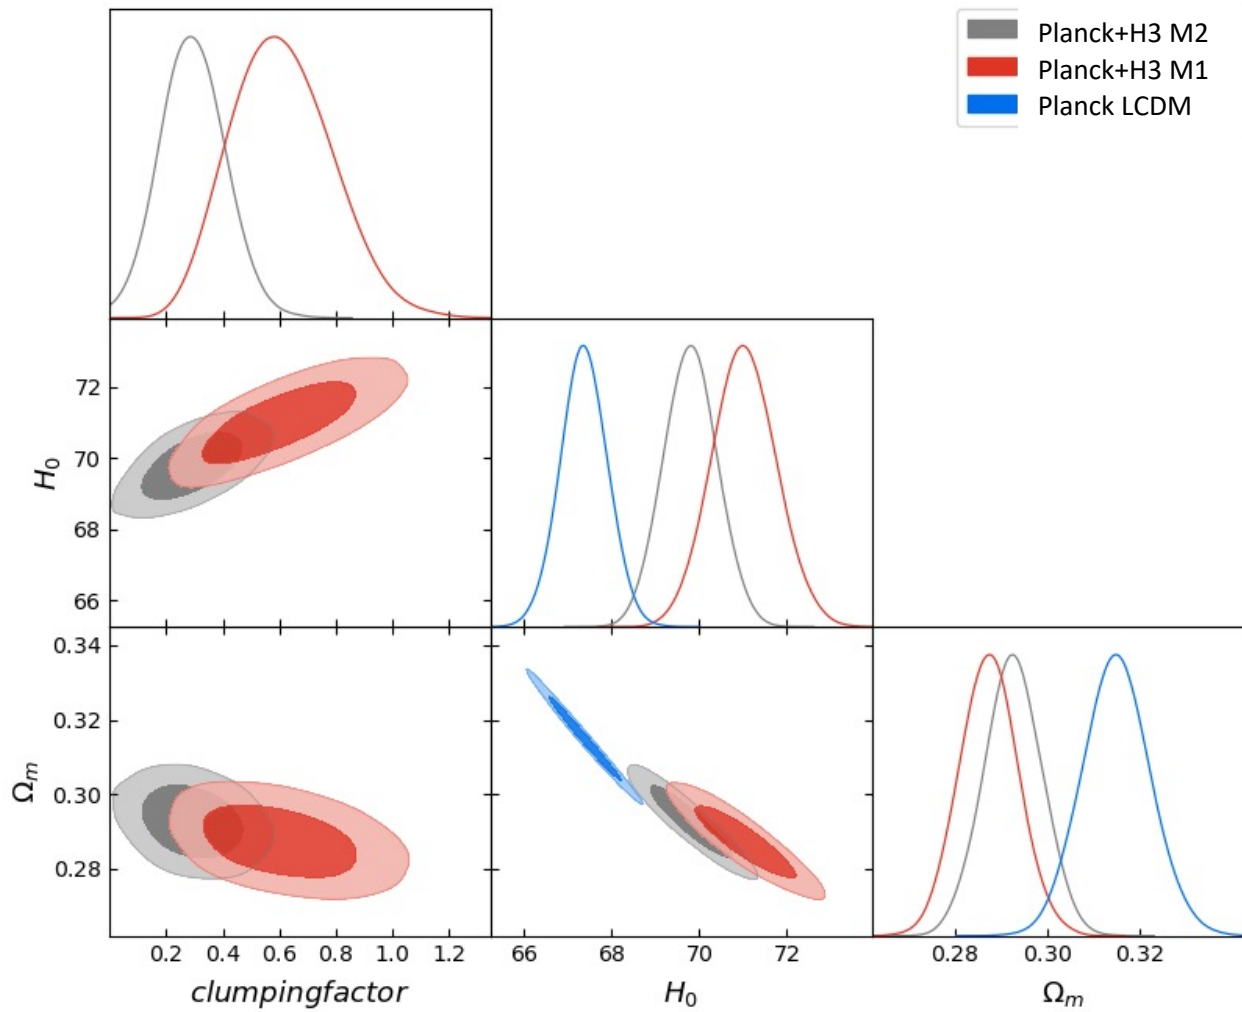 Planck+H3 M2
Planck+H3 M1
Planck LCDM
72
70
68
66
H₀
0.34
0.32
0.30
0.28
Ωₘ
0.2 0.4 0.6 0.8 1.0 1.2
66 68 70 72
0.28 0.30 0.32
clumpingfactor
H₀
Ωₘ